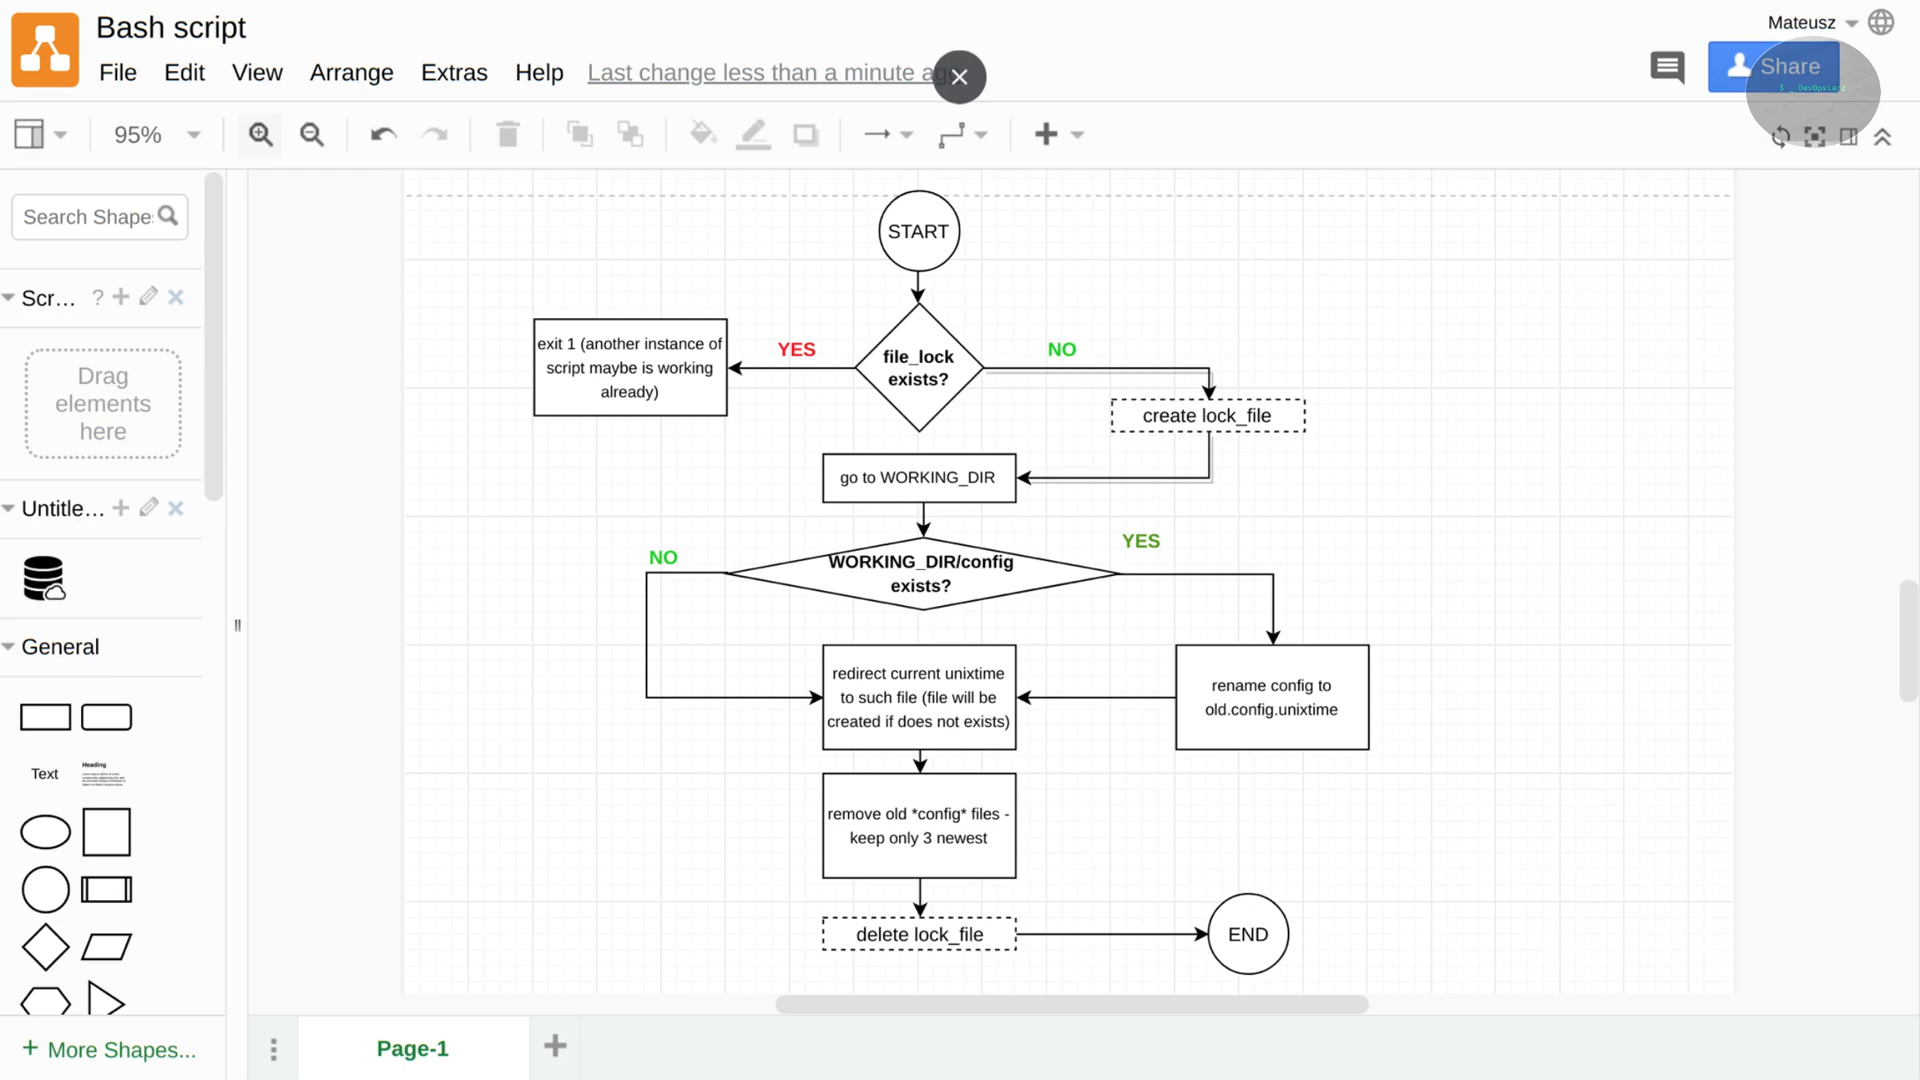 Bash script
Mateusz
File Edit View Arrange Extras Help Last change less than a minute
Share
$ _ DevOpsiarz
95%
Search Shape
Scr... ?
Drag
elements
here
Untitle...
General
Text
Heading
+ More Shapes...
START
exit 1 (another instance of
script maybe is working
already)
YES
file_lock
exists?
NO
create lock_file
go to WORKING_DIR
NO
WORKING_DIR/config
exists?
YES
redirect current unixtime
to such file (file will be
created if does not exists)
rename config to
old.config.unixtime
remove old *config* files -
keep only 3 newest
delete lock_file
END
Page-1